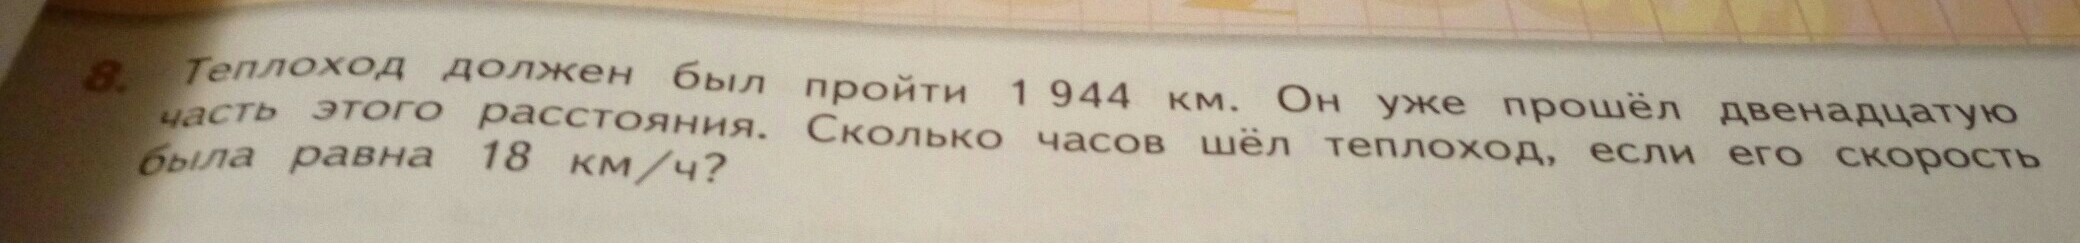 8. Теплоход должен был пройти 1 944 км. Он уже прошёл двенадцатую
часть этого расстояния. Сколько часов шёл теплоход, если его скорость
была равна 18 км/ч?